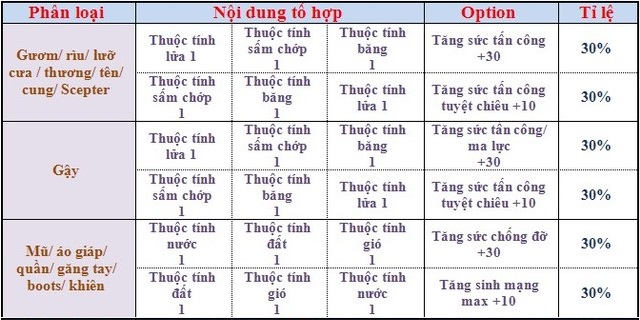 Phân loại Nội dung tổ hợp Option Tỉ lệ
Gươm/ rìu/ lưỡi
cưa / thương/ tên/
cung/ Scepter
Thuộc tính
lửa 1
Thuộc tính
sấm chớp
1
Thuộc tính
băng
1
Tăng sức tấn công
+30
30%
Thuộc tính
sấm chớp
1
Thuộc tính
băng
1
Thuộc tính
lửa 1
Tăng sức tấn công
tuyệt chiêu +10
30%
Gậy
Thuộc tính
lửa 1
Thuộc tính
sấm chớp
1
Thuộc tính
băng
1
Tăng sức tân công/
ma lực
+30
30%
Thuộc tính
sấm chớp
1
Thuộc tính
băng
1
Thuộc tính
lửa 1
Tăng sức tấn công
tuyệt chiêu +10
30%
Mũ/ áo giáp/
quần/ găng tay/
boots/ khiên
Thuộc tính
nước
1
Thuộc tính
đất
1
Thuộc tính
gió
1
Tăng sức chống đỡ
+30
30%
Thuộc tính
đất
1
Thuộc tính
gió
1
Thuộc tính
nước
1
Tăng sinh mạng
max +10
30%